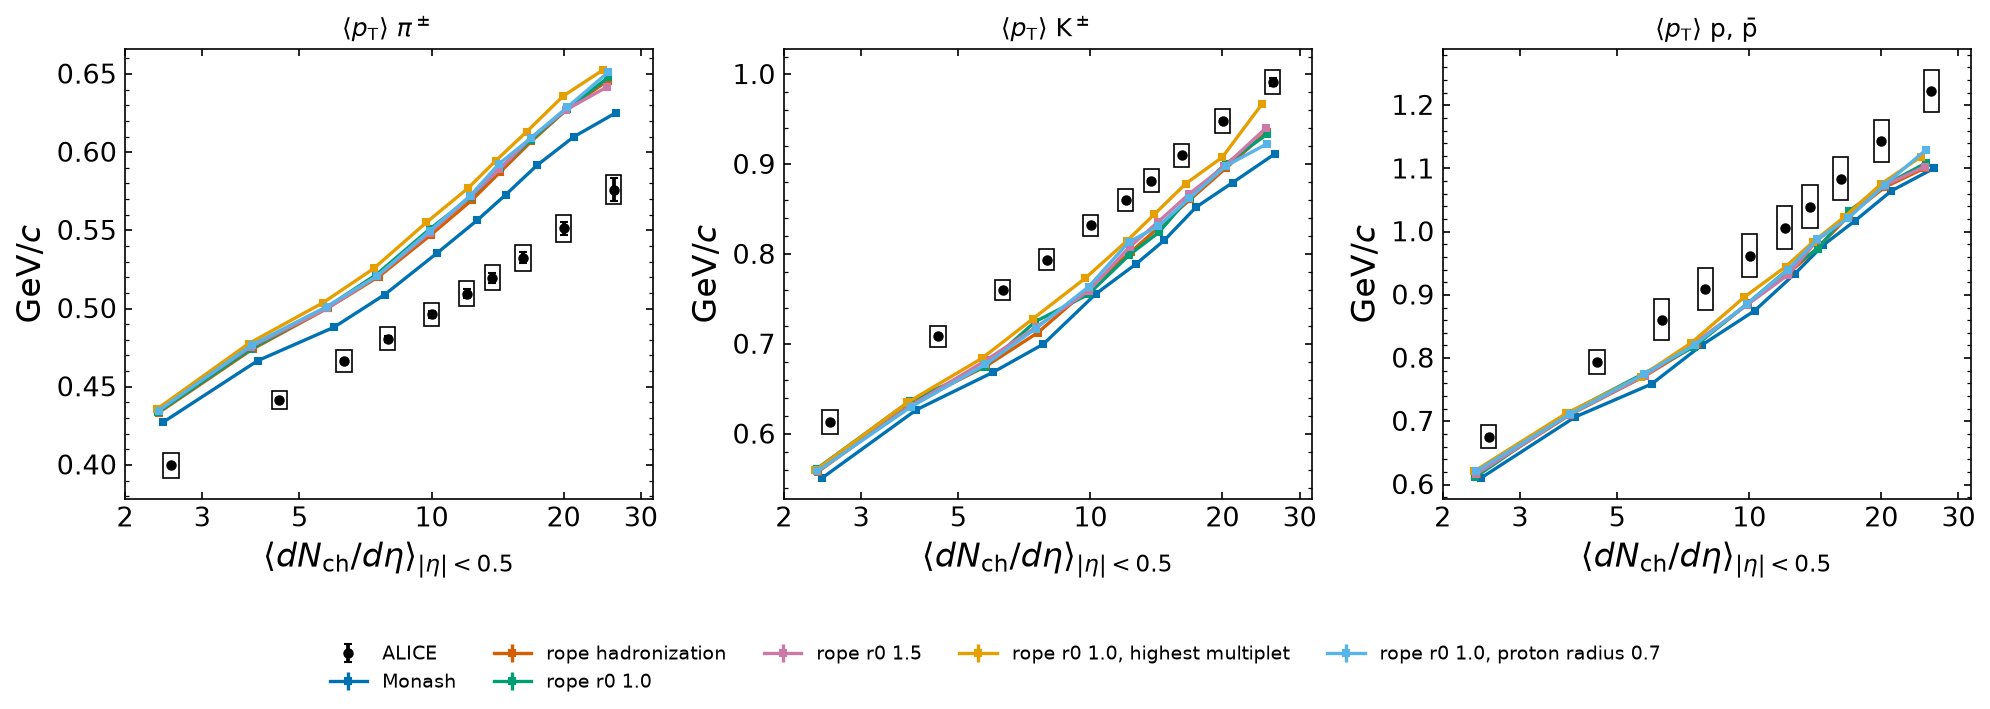 ⟨p_T⟩ π^±
⟨p_T⟩ K^±
⟨p_T⟩ p, p̄
GeV/c
0.65
0.60
0.55
0.50
0.45
0.40
2 3 5 10 20 30
⟨dN_ch/dη⟩_|η| < 0.5
GeV/c
1.0
0.9
0.8
0.7
0.6
2 3 5 10 20 30
⟨dN_ch/dη⟩_|η| < 0.5
GeV/c
1.2
1.1
1.0
0.9
0.8
0.7
0.6
2 3 5 10 20 30
⟨dN_ch/dη⟩_|η| < 0.5
ALICE rope hadronization rope r0 1.5 rope r0 1.0, highest multiplet rope r0 1.0, proton radius 0.7
Monash rope r0 1.0